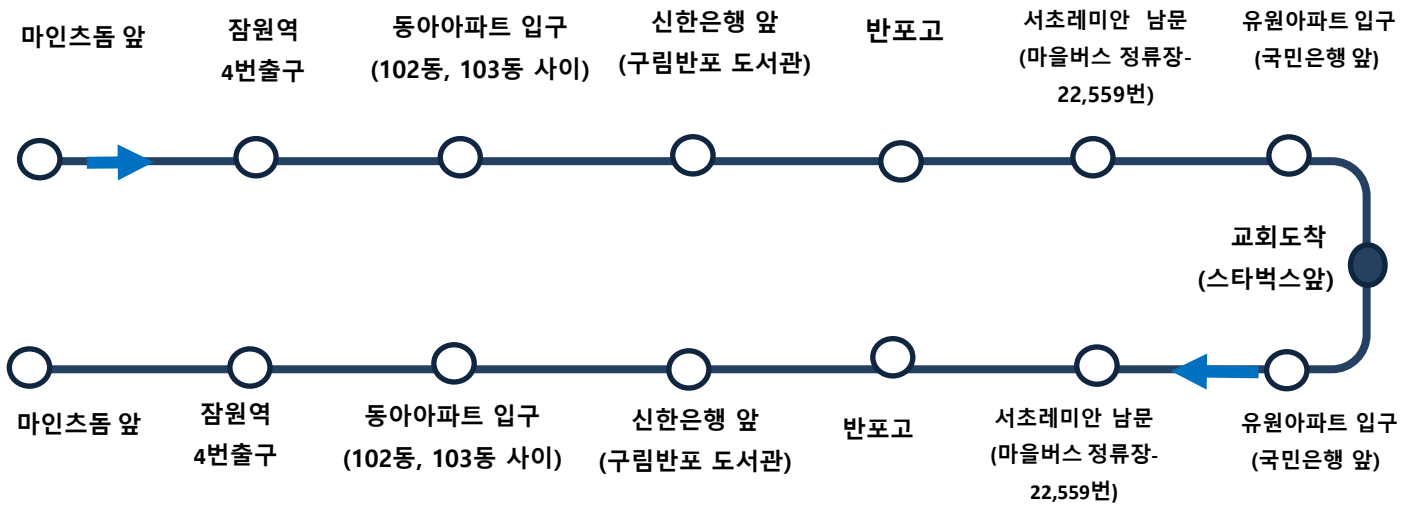 마인츠돔 앞
잠원역
4번출구
동아아파트 입구
(102동, 103동 사이)
신한은행 앞
(구립반포 도서관)
반포고
서초레미안 남문
(마을버스 정류장-
22,559번)
유원아파트 입구
(국민은행 앞)
교회도착
(스타벅스앞)
마인츠돔 앞
잠원역
4번출구
동아아파트 입구
(102동, 103동 사이)
신한은행 앞
(구림반포 도서관)
반포고
서초레미안 남문
(마을버스 정류장-
22,559번)
유원아파트 입구
(국민은행 앞)